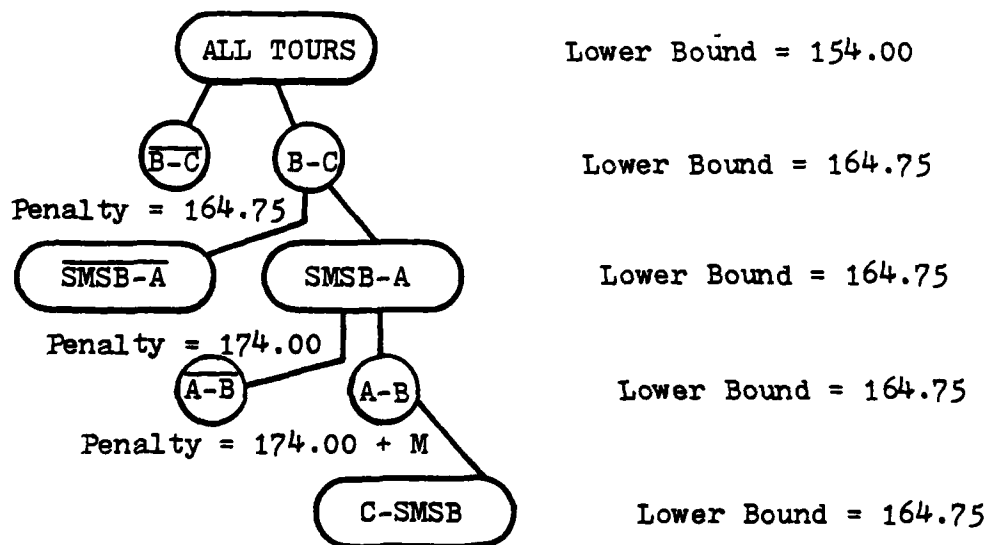 ALL TOURS Lower Bound = 154.00
B-C B-C Lower Bound = 164.75
Penalty = 164.75
SMSB-A SMSB-A Lower Bound = 164.75
Penalty = 174.00
A-B A-B Lower Bound = 164.75
Penalty = 174.00 + M
C-SMSB Lower Bound = 164.75